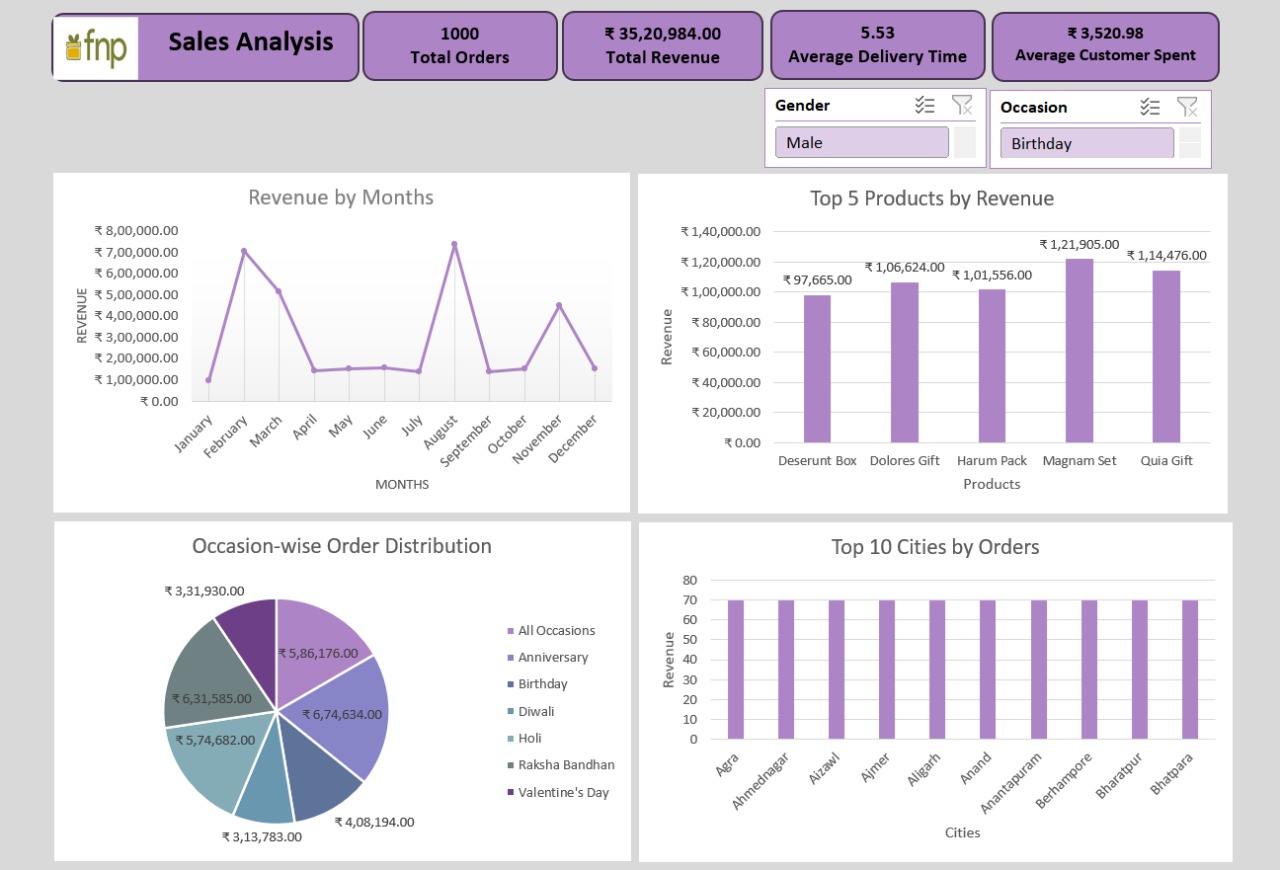 fnp
Sales Analysis
1000
Total Orders
₹ 35,20,984.00
Total Revenue
5.53
Average Delivery Time
₹ 3,520.98
Average Customer Spent
Gender
Male
Occasion
Birthday
Revenue by Months
REVENUE
₹ 8,00,000.00
₹ 7,00,000.00
₹ 6,00,000.00
₹ 5,00,000.00
₹ 4,00,000.00
₹ 3,00,000.00
₹ 2,00,000.00
₹ 1,00,000.00
₹ 0.00
January
February
March
April
May
June
July
August
September
October
November
December
MONTHS
Top 5 Products by Revenue
Revenue
₹ 1,40,000.00
₹ 1,20,000.00
₹ 1,00,000.00
₹ 80,000.00
₹ 60,000.00
₹ 40,000.00
₹ 20,000.00
₹ 0.00
₹ 97,665.00
₹ 1,06,624.00
₹ 1,01,556.00
₹ 1,21,905.00
₹ 1,14,476.00
Deserunt Box
Dolores Gift
Harum Pack
Magnam Set
Quia Gift
Products
Occasion-wise Order Distribution
₹ 3,31,930.00
₹ 5,86,176.00
₹ 6,31,585.00
₹ 6,74,634.00
₹ 5,74,682.00
₹ 4,08,194.00
₹ 3,13,783.00
All Occasions
Anniversary
Birthday
Diwali
Holi
Raksha Bandhan
Valentine's Day
Top 10 Cities by Orders
Revenue
80
70
60
50
40
30
20
10
0
Agra
Ahmednagar
Aizawl
Ajmer
Aligarh
Anand
Anantapuram
Berhampore
Bharatpur
Bhatpara
Cities